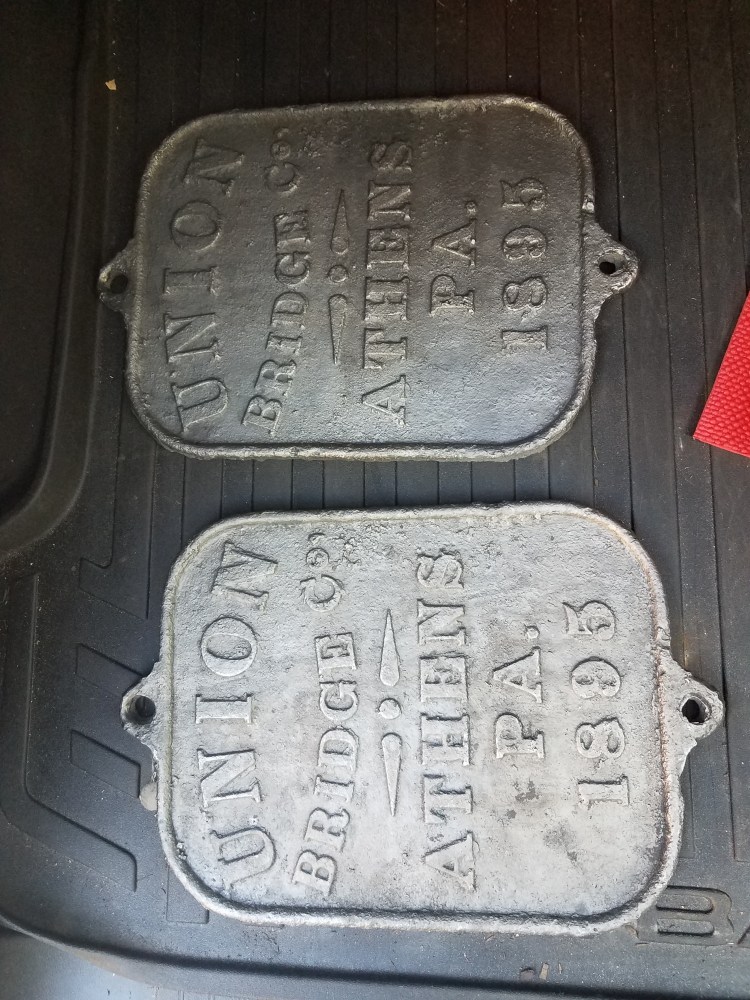 UNION
BRIDGE Co.
ATHENS
PA.
1895
UNION
BRIDGE Co.
ATHENS
PA.
1895